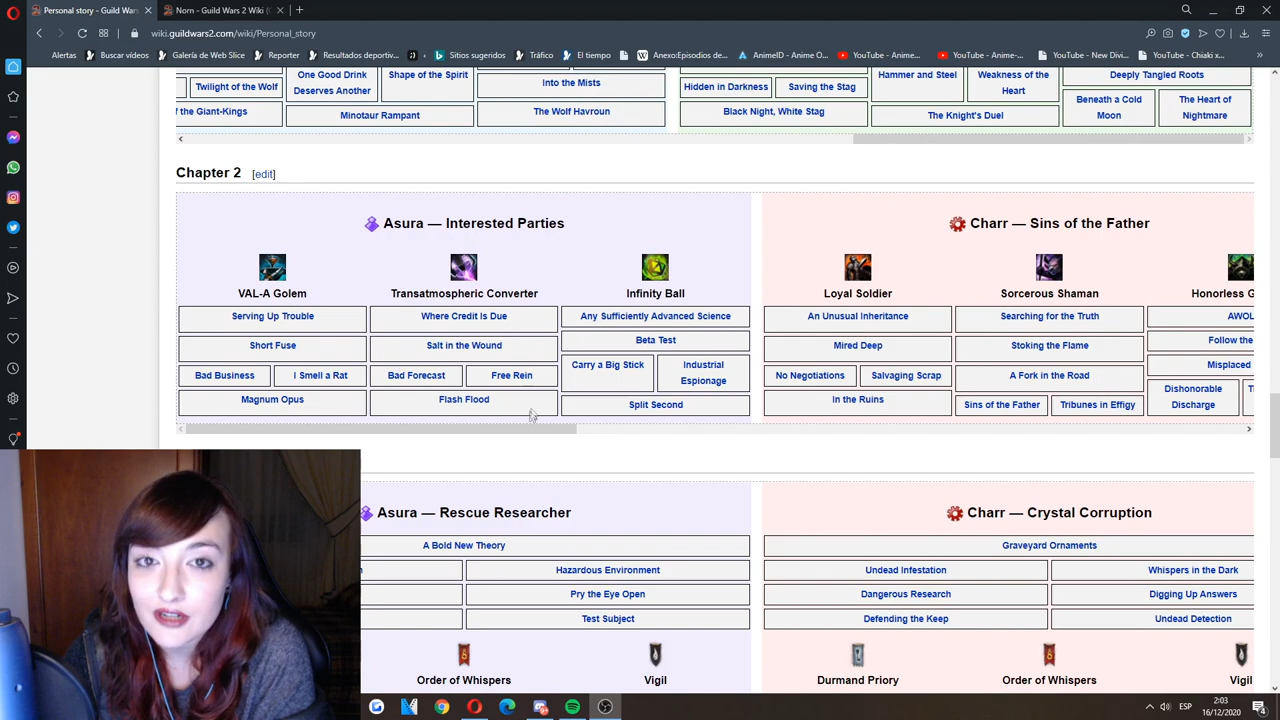 Personal story - Guild War
Norn - Guild Wars 2 Wiki (
wiki.guildwars2.com/wiki/Personal_story
Alertas
Buscar vídeos
Galería de Web Slice
Reporter
Resultados deportiv...
Sitios sugeridos
Tráfico
El tiempo
Anexo:Episodios de...
AnimeID - Anime O...
YouTube - Anime...
YouTube - New Divi...
YouTube - Chiaki x...
Twilight of the Wolf
One Good Drink
Deserves Another
Shape of the Spirit
Into the Mists
Hidden in Darkness
Saving the Stag
Hammer and Steel
Weakness of the
Heart
Deeply Tangled Roots
f the Giant-Kings
Minotaur Rampant
The Wolf Havroun
Black Night, White Stag
The Knight's Duel
Beneath a Cold
Moon
The Heart of
Nightmare
Chapter 2 [edit]
Asura — Interested Parties
Charr — Sins of the Father
VAL-A Golem
Transatmospheric Converter
Infinity Ball
Loyal Soldier
Sorcerous Shaman
Honorless G
Serving Up Trouble
Where Credit Is Due
Any Sufficiently Advanced Science
An Unusual Inheritance
Searching for the Truth
AWOL
Short Fuse
Salt in the Wound
Beta Test
Mired Deep
Stoking the Flame
Follow the
Bad Business
I Smell a Rat
Bad Forecast
Free Rein
Carry a Big Stick
Industrial
Espionage
No Negotiations
Salvaging Scrap
A Fork in the Road
Misplaced
Magnum Opus
Flash Flood
Split Second
In the Ruins
Sins of the Father
Tribunes in Effigy
Dishonorable
Discharge
Asura — Rescue Researcher
Charr — Crystal Corruption
A Bold New Theory
Graveyard Ornaments
Hazardous Environment
Undead Infestation
Whispers in the Dark
Pry the Eye Open
Dangerous Research
Digging Up Answers
Test Subject
Defending the Keep
Undead Detection
Order of Whispers
Vigil
Durmand Priory
Order of Whispers
Vigil
ESP
2:03
16/12/2020